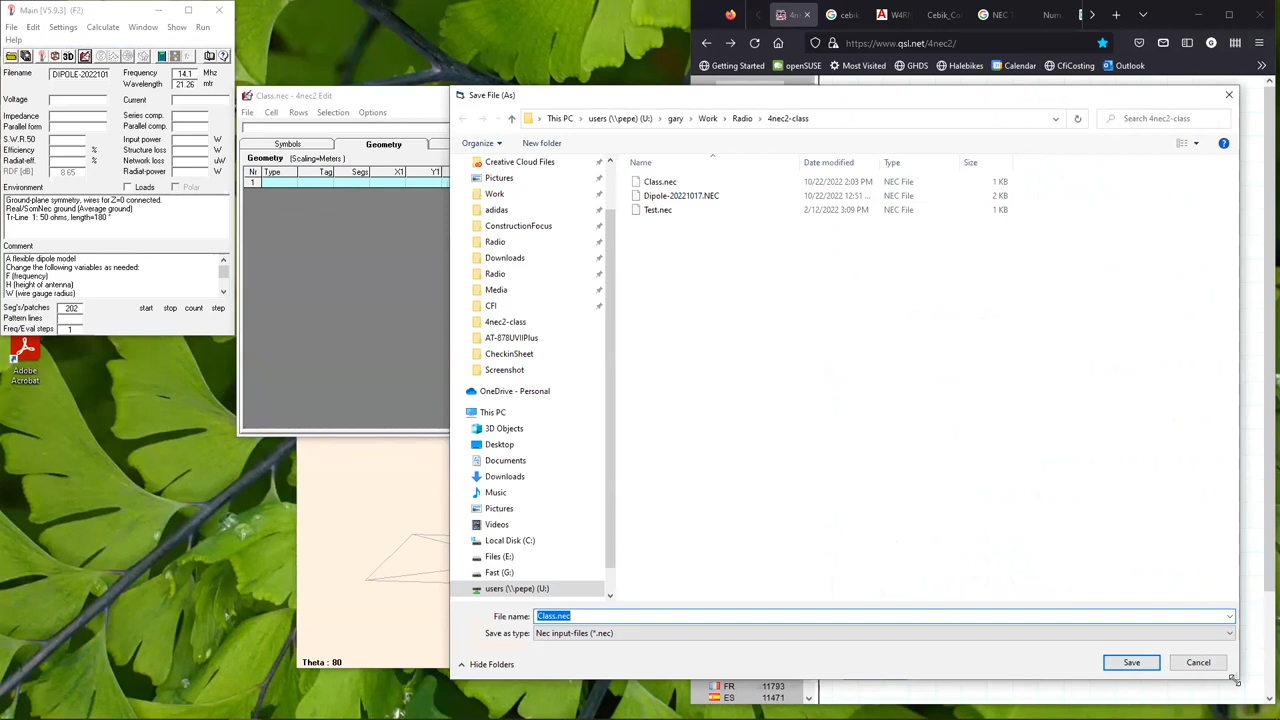 Main [V5.9.3] (F2)
File Edit Settings Calculate Window Show Run
Help
3D
Filename DIPOLE-2022101 Frequency 14.1 Mhz
Wavelength 21.26 mtr
Voltage Current
Impedance Series comp.
Parallel form Parallel comp.
S.W.R.50 Input power W
Efficiency % Structure loss W
Radiat-eff. % Network loss uW
RDF [dB] 8.65 Radiat-power W
Environment Loads Polar
Ground-plane symmetry, wires for Z=0 connected.
Real/SomNec ground (Average ground)
Tr-Line 1: 50 ohms, length=180 °
Comment
A flexible dipole model
Change the following variables as needed:
F (frequency)
H (height of antenna)
W (wire gauge radius)
Seg's/patches 202 start stop count step
Pattern lines
Freq/Eval steps 1
Adobe
Acrobat
Class.nec - 4nec2 Edit
File Cell Rows Selection Options
Symbols Geometry
Geometry (Scaling=Meters )
Nr Type Tag Segs X1 Y1
1
Theta : 80
4n cebik W4RN Cebik_Col NEC T Num
https://www.qsl.net/4nec2/
Getting Started openSUSE Most Visited GHDS Halebikes Calendar CfiCosting Outlook
Save File (As)
This PC users (\\pepe) (U:) gary Work Radio 4nec2-class
Search 4nec2-class
Organize New folder
Name Date modified Type Size
Class.nec 10/22/2022 2:03 PM NEC File 1 KB
Dipole-20221017.NEC 10/22/2022 12:51 ... NEC File 2 KB
Test.nec 2/12/2022 3:09 PM NEC File 1 KB
Creative Cloud Files
Pictures
Work
adidas
ConstructionFocus
Radio
Downloads
Radio
Media
CFI
4nec2-class
AT-878UVIIPlus
CheckinSheet
Screenshot
OneDrive - Personal
This PC
3D Objects
Desktop
Documents
Downloads
Music
Pictures
Videos
Local Disk (C:)
Files (E:)
Fast (G:)
users (\\pepe) (U:)
File name: Class.nec
Save as type: Nec input-files (*.nec)
Hide Folders Save Cancel
FR 11793
ES 11471